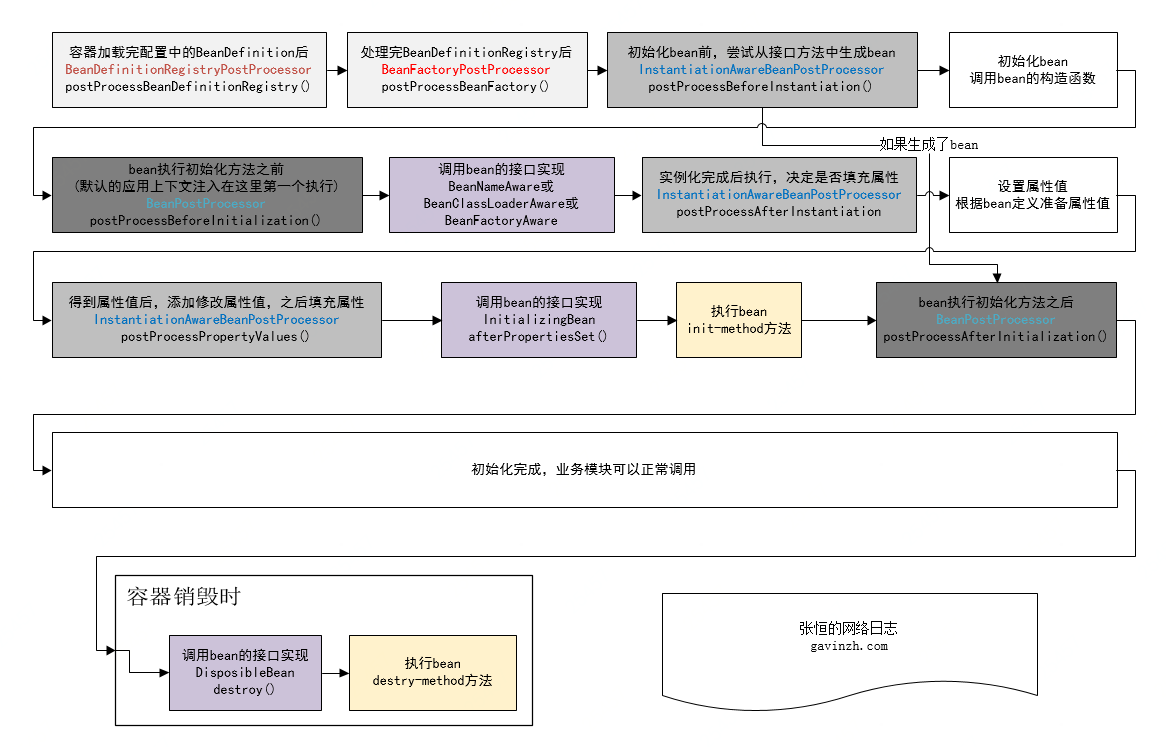 容器加载完配置中的BeanDefinition后
BeanDefinitionRegistryPostProcessor
postProcessBeanDefinitionRegistry()
处理完BeanDefinitionRegistry后
BeanFactoryPostProcessor
postProcessBeanFactory()
初始化bean前，尝试从接口方法中生成bean
InstantiationAwareBeanPostProcessor
postProcessBeforeInstantiation()
初始化bean
调用bean的构造函数
如果生成了bean
bean执行初始化方法之前
(默认的应用上下文注入在这里第一个执行)
BeanPostProcessor
postProcessBeforeInitialization()
调用bean的接口实现
BeanNameAware或
BeanClassLoaderAware或
BeanFactoryAware
实例化完成后执行，决定是否填充属性
InstantiationAwareBeanPostProcessor
postProcessAfterInstantiation
设置属性值
根据bean定义准备属性值
得到属性值后，添加修改属性值，之后填充属性
InstantiationAwareBeanPostProcessor
postProcessPropertyValues()
调用bean的接口实现
InitializingBean
afterPropertiesSet()
执行bean
init-method方法
bean执行初始化方法之后
BeanPostProcessor
postProcessAfterInitialization()
初始化完成，业务模块可以正常调用
容器销毁时
调用bean的接口实现
DisposibleBean
destroy()
执行bean
destry-method方法
张恒的网络日志
gavinzh.com